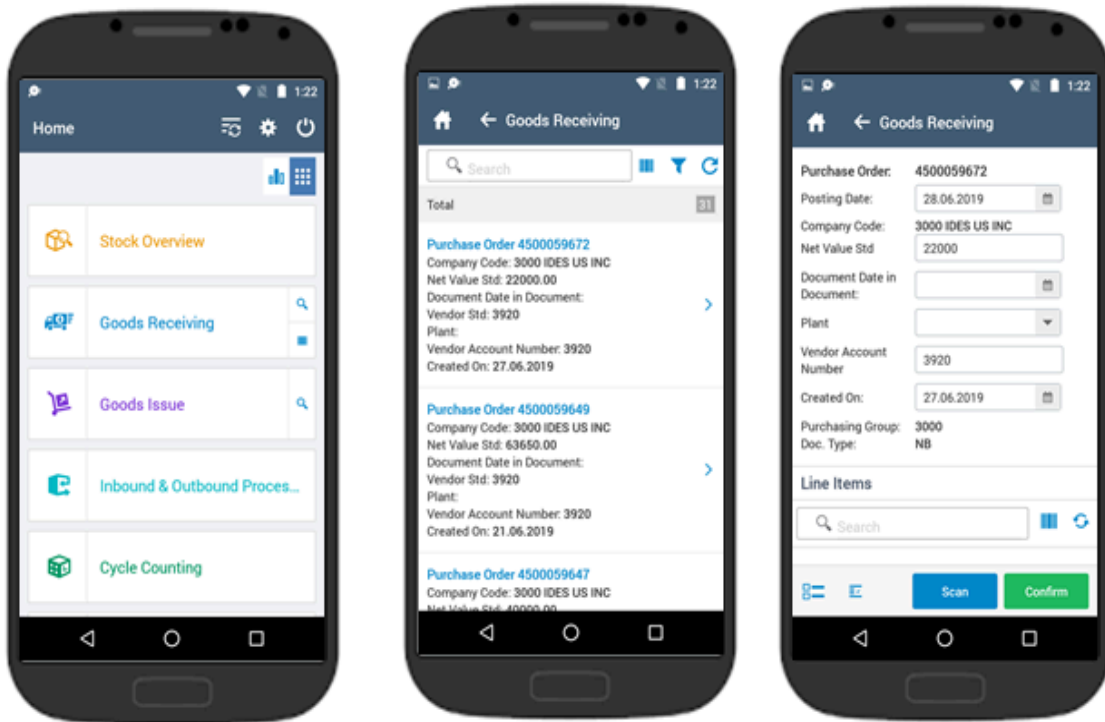 1:22
Home
Stock Overview
Goods Receiving
Goods Issue
Inbound & Outbound Proces...
Cycle Counting
1:22
Goods Receiving
Search
Total 31
Purchase Order 4500059672
Company Code: 3000 IDES US INC
Net Value Std: 22000.00
Document Date in Document:
Vendor Std: 3920
Plant:
Vendor Account Number: 3920
Created On: 27.06.2019
Purchase Order 4500059649
Company Code: 3000 IDES US INC
Net Value Std: 63650.00
Document Date in Document:
Vendor Std: 3920
Plant:
Vendor Account Number: 3920
Created On: 21.06.2019
Purchase Order 4500059647
Company Code: 3000 IDES US INC
Net Value Std: 40000.00
1:22
Goods Receiving
Purchase Order: 4500059672
Posting Date: 28.06.2019
Company Code: 3000 IDES US INC
Net Value Std 22000
Document Date in
Document:
Plant
Vendor Account
Number 3920
Created On: 27.06.2019
Purchasing Group: 3000
Doc. Type: NB
Line Items
Search
Scan Confirm